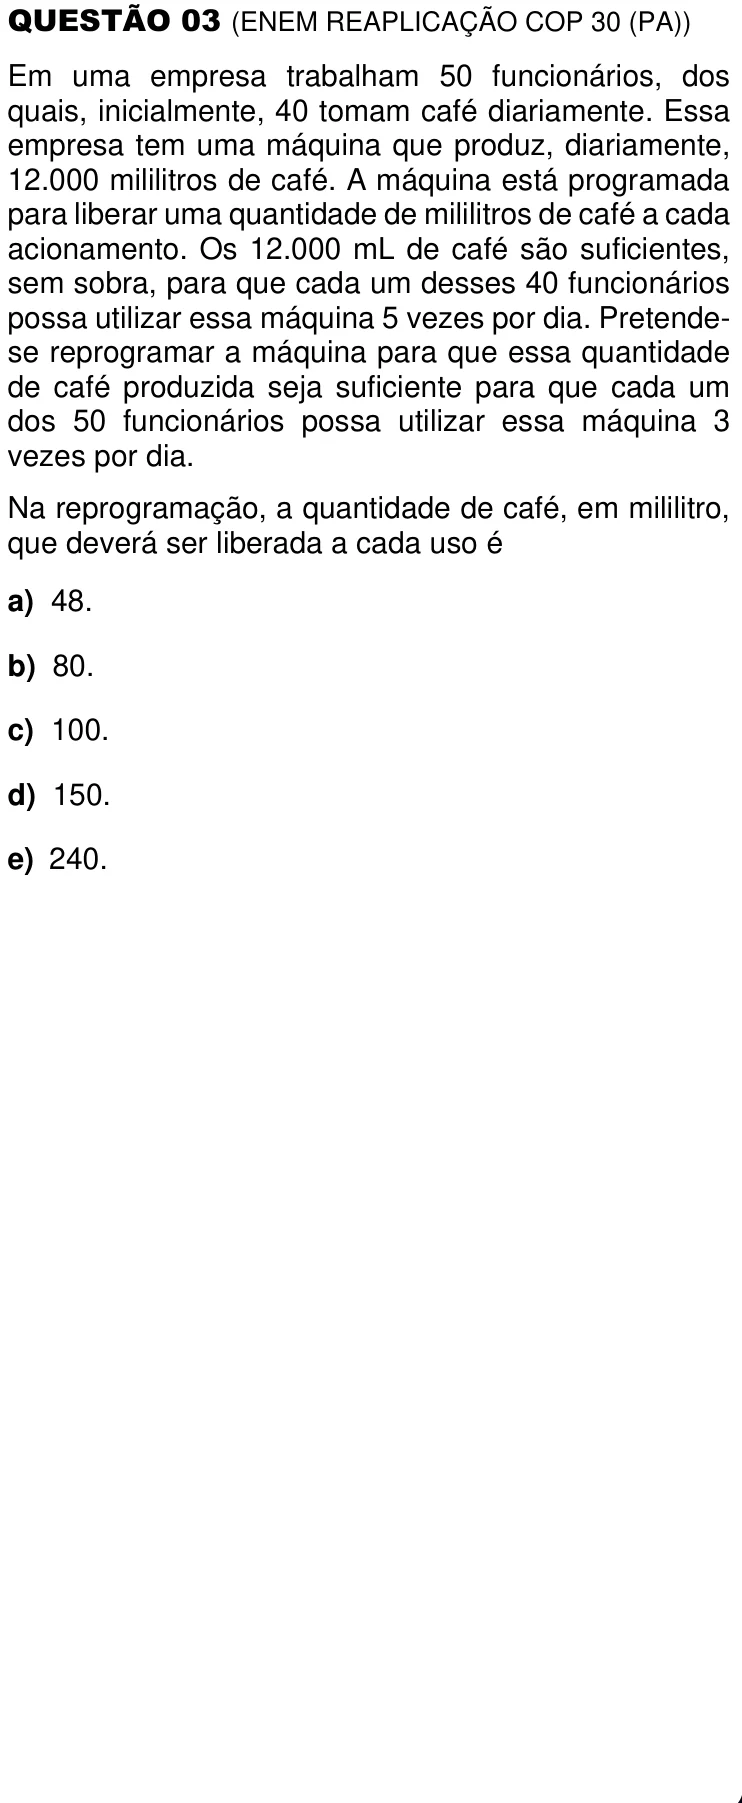 QUESTÃO 03 (ENEM REAPLICAÇÃO COP 30 (PA))
Em uma empresa trabalham 50 funcionários, dos
quais, inicialmente, 40 tomam café diariamente. Essa
empresa tem uma máquina que produz, diariamente,
12.000 mililitros de café. A máquina está programada
para liberar uma quantidade de mililitros de café a cada
acionamento. Os 12.000 mL de café são suficientes,
sem sobra, para que cada um desses 40 funcionários
possa utilizar essa máquina 5 vezes por dia. Pretende-
se reprogramar a máquina para que essa quantidade
de café produzida seja suficiente para que cada um
dos 50 funcionários possa utilizar essa máquina 3
vezes por dia.
Na reprogramação, a quantidade de café, em mililitro,
que deverá ser liberada a cada uso é
a) 48.
b) 80.
c) 100.
d) 150.
e) 240.